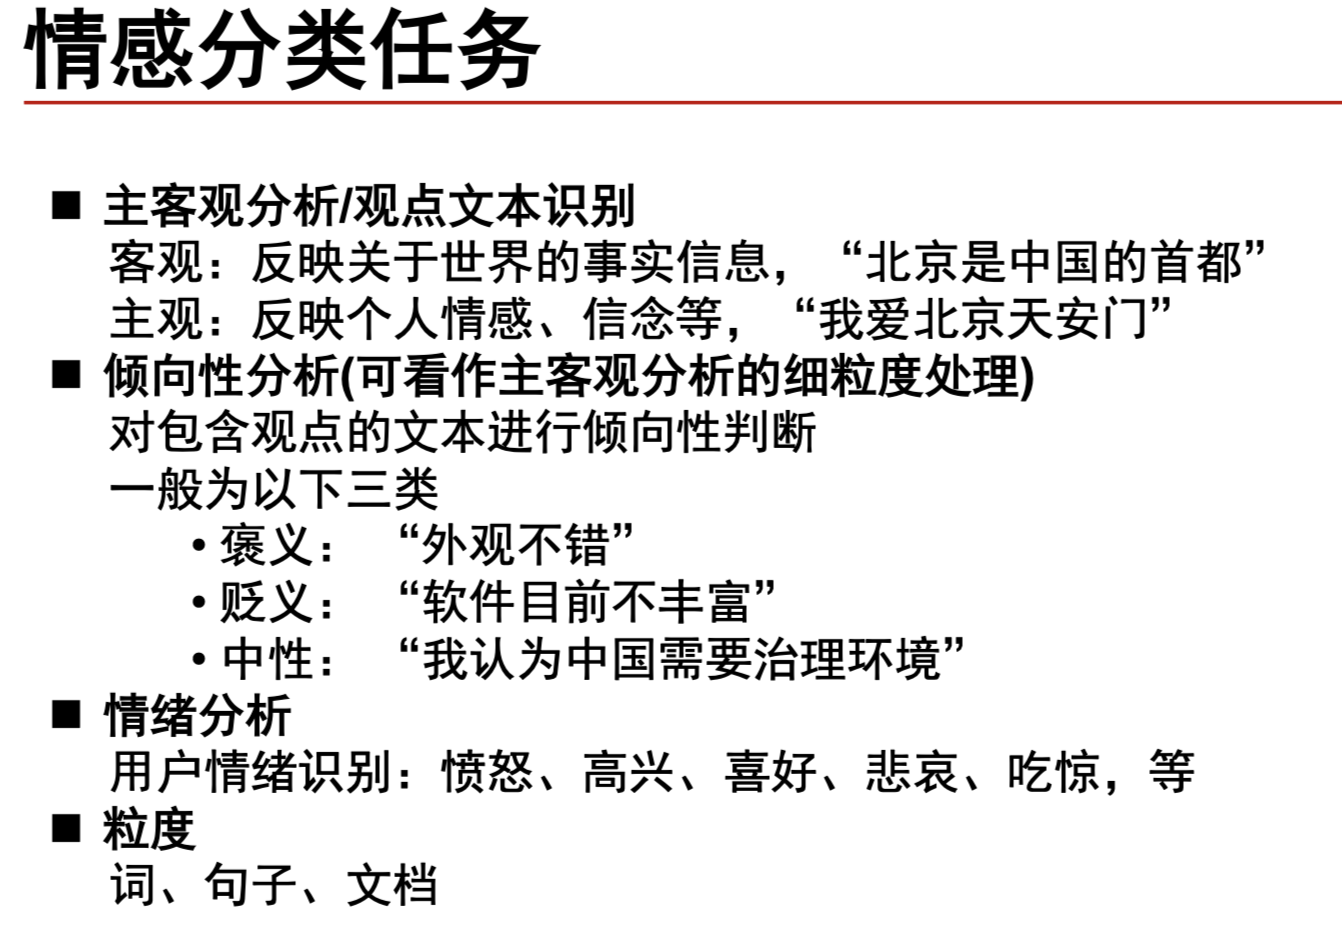 情感分类任务
■ 主客观分析/观点文本识别
客观：反映关于世界的事实信息，“北京是中国的首都”
主观：反映个人情感、信念等，“我爱北京天安门”
■ 倾向性分析(可看作主客观分析的细粒度处理)
对包含观点的文本进行倾向性判断
一般为以下三类
• 褒义：“外观不错”
• 贬义：“软件目前不丰富”
• 中性：“我认为中国需要治理环境”
■ 情绪分析
用户情绪识别：愤怒、高兴、喜好、悲哀、吃惊，等
■ 粒度
词、句子、文档